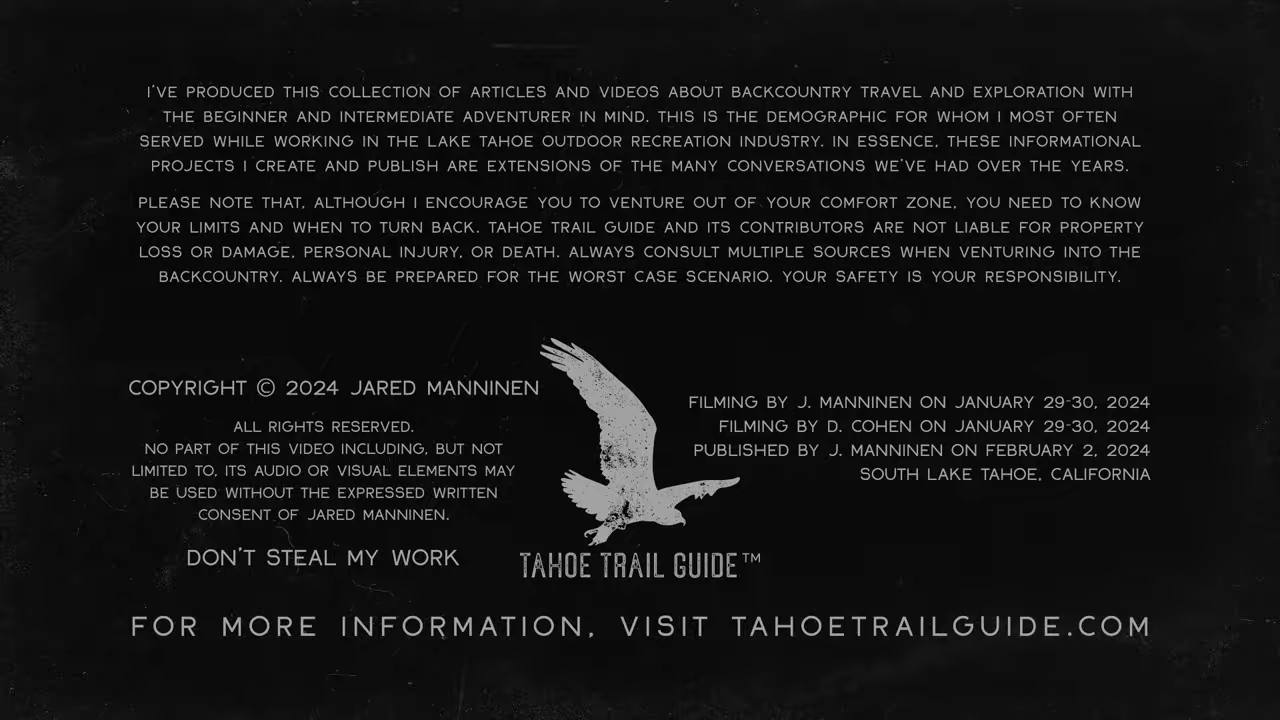 I'VE PRODUCED THIS COLLECTION OF ARTICLES AND VIDEOS ABOUT BACKCOUNTRY TRAVEL AND EXPLORATION WITH
THE BEGINNER AND INTERMEDIATE ADVENTURER IN MIND. THIS IS THE DEMOGRAPHIC FOR WHOM I MOST OFTEN
SERVED WHILE WORKING IN THE LAKE TAHOE OUTDOOR RECREATION INDUSTRY. IN ESSENCE, THESE INFORMATIONAL
PROJECTS I CREATE AND PUBLISH ARE EXTENSIONS OF THE MANY CONVERSATIONS WE'VE HAD OVER THE YEARS.
PLEASE NOTE THAT, ALTHOUGH I ENCOURAGE YOU TO VENTURE OUT OF YOUR COMFORT ZONE, YOU NEED TO KNOW
YOUR LIMITS AND WHEN TO TURN BACK. TAHOE TRAIL GUIDE AND ITS CONTRIBUTORS ARE NOT LIABLE FOR PROPERTY
LOSS OR DAMAGE, PERSONAL INJURY, OR DEATH. ALWAYS CONSULT MULTIPLE SOURCES WHEN VENTURING INTO THE
BACKCOUNTRY. ALWAYS BE PREPARED FOR THE WORST CASE SCENARIO. YOUR SAFETY IS YOUR RESPONSIBILITY.
COPYRIGHT © 2024 JARED MANNINEN
ALL RIGHTS RESERVED.
NO PART OF THIS VIDEO INCLUDING, BUT NOT
LIMITED TO, ITS AUDIO OR VISUAL ELEMENTS MAY
BE USED WITHOUT THE EXPRESSED WRITTEN
CONSENT OF JARED MANNINEN.
DON'T STEAL MY WORK
TAHOE TRAIL GUIDE™
FILMING BY J. MANNINEN ON JANUARY 29-30, 2024
FILMING BY D. COHEN ON JANUARY 29-30, 2024
PUBLISHED BY J. MANNINEN ON FEBRUARY 2, 2024
SOUTH LAKE TAHOE, CALIFORNIA
FOR MORE INFORMATION, VISIT TAHOETRAILGUIDE.COM